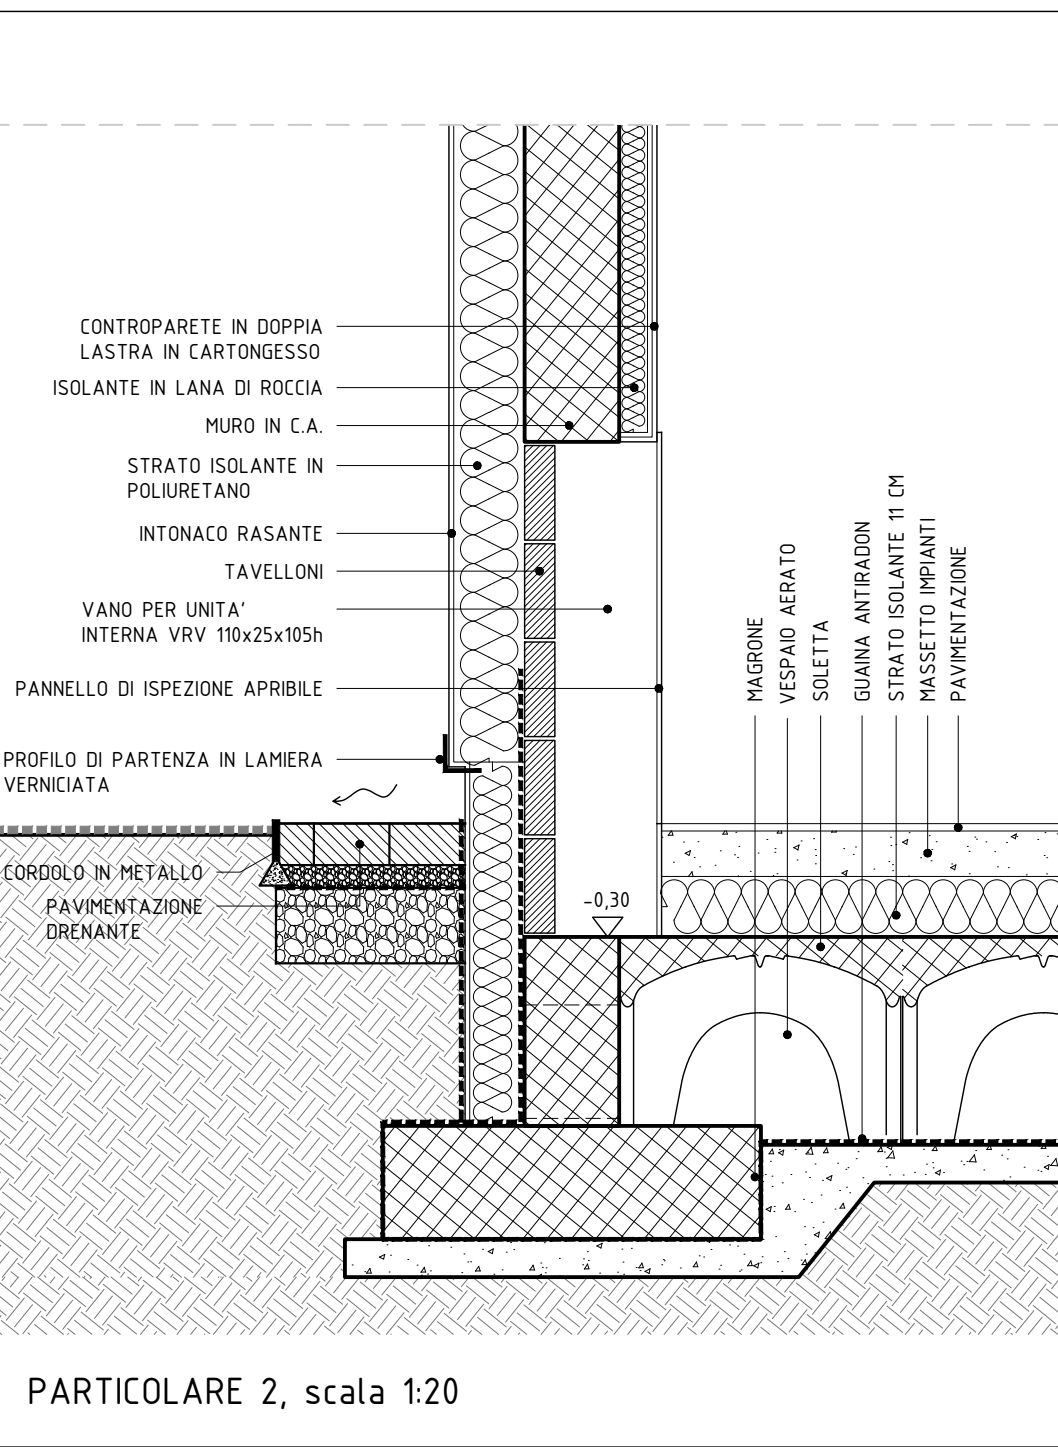 CONTROPARETE IN DOPPIA
LASTRA IN CARTONGESSO
ISOLANTE IN LANA DI ROCCIA
MURO IN C.A.
STRATO ISOLANTE IN
POLIURETANO
INTONACO RASANTE
TAVELLONI
VANO PER UNITA'
INTERNA VRV 110x25x105h
PANNELLO DI ISPEZIONE APRIBILE
PROFILO DI PARTENZA IN LAMIERA
VERNICIATA
CORDOLO IN METALLO
PAVIMENTAZIONE
DRENANTE
-0,30
MAGRONE
VESPAIO AERATO
SOLETTA
GUAINA ANTIRADON
STRATO ISOLANTE 11 CM
MASSETTO IMPIANTI
PAVIMENTAZIONE
PARTICOLARE 2, scala 1:20